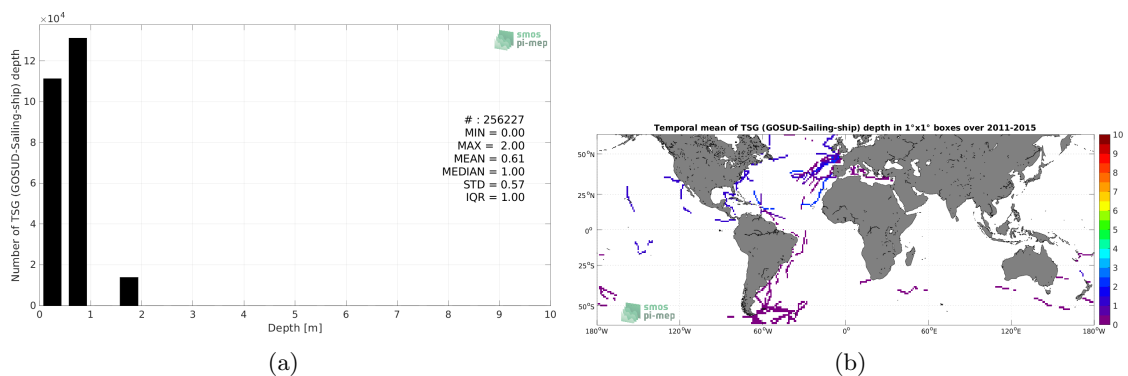 ×10⁴
smos
pi-mep
12
10
8
6
4
2
0
Number of TSG (GOSUD-Sailing-ship) depth
# : 256227
MIN = 0.00
MAX = 2.00
MEAN = 0.61
MEDIAN = 1.00
STD = 0.57
IQR = 1.00
0 1 2 3 4 5 6 7 8 9 10
Depth [m]
(a)
Temporal mean of TSG (GOSUD-Sailing-ship) depth in 1°x1° boxes over 2011-2015
50°N
25°N
0°
25°S
50°S
smos
pi-mep
180°W 120°W 60°W 0° 60°E 120°E 180°W
10
9
8
7
6
5
4
3
2
1
0
(b)